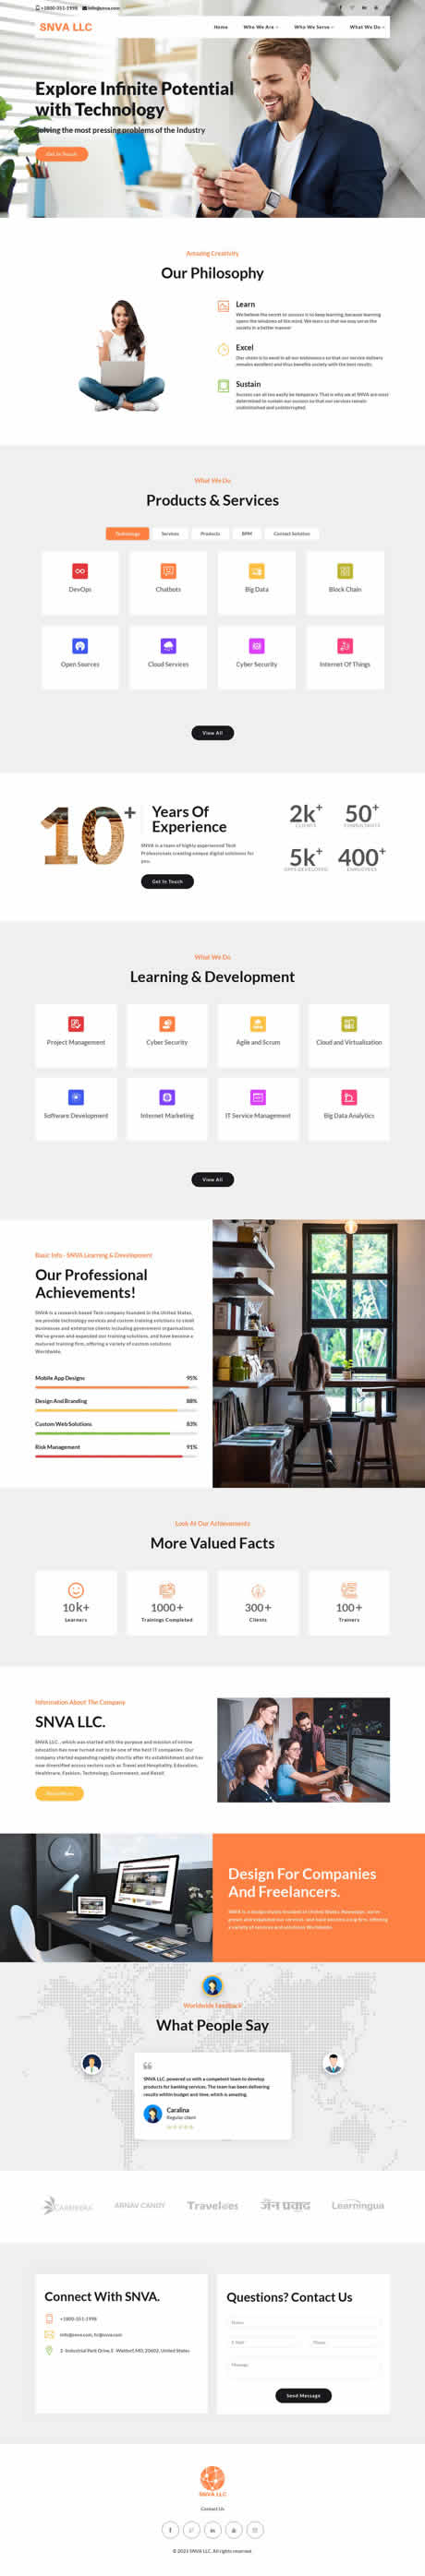 +1800-351-1998 info@snva.com
SNVA LLC
Home Who We Are Who We Serve What We Do
Explore Infinite Potential
with Technology
Solving the most pressing problems of the Industry
Get In Touch
Amazing Creativity
Our Philosophy
Learn
We believe the secret to success is to keep learning, because learning
opens the windows of the mind. We learn so that we may serve the
society in a better manner
Excel
Our vision is to excel in all our endeavours so that our service delivery
remains excellent and thus benefits society with the best results.
Sustain
Success can all too easily be temporary. That is why we at SNVA are ever
determined to sustain our success so that our services remain
undiminished and uninterrupted.
What We Do
Products & Services
Technology Services Products BPM Contact Solution
DevOps Chatbots Big Data Block Chain
Open Sources Cloud Services Cyber Security Internet Of Things
View All
10+ Years Of
Experience
SNVA is a team of highly experienced Tech
Professionals creating unique digital solutions for
you.
Get In Touch
2k+ 50+
CLIENTS CONSULTANTS
5k+ 400+
APPS DEVELOPED EMPLOYEES
What We Do
Learning & Development
Project Management Cyber Security Agile and Scrum Cloud and Virtualization
Software Development Internet Marketing IT Service Management Big Data Analytics
View All
Basic Info - SNVA Learning & Development
Our Professional
Achievements!
SNVA is a research based Tech company founded in the United States,
we provide technology services and custom training solutions to small
businesses and enterprise clients including government organisations.
We've grown and expanded our training solutions, and have become a
matured training firm, offering a variety of custom solutions
Worldwide.
Mobile App Designs 95%
Design And Branding 88%
Custom Web Solutions 83%
Risk Management 91%
Look At Our Achievements
More Valued Facts
10k+ 1000+ 300+ 100+
Learners Trainings Completed Clients Trainers
Information About The Company
SNVA LLC.
SNVA LLC. , which was started with the purpose and mission of online
education has now turned out to be one of the best IT companies. Our
company started expanding rapidly shortly after its establishment and has
now diversified across sectors such as Travel and Hospitality, Education,
Healthcare, Fashion, Technology, Government, and Retail
About Us
Design For Companies
And Freelancers.
SNVA is a design studio founded in United States. Nowadays, we've
grown and expanded our services, and have become a org firm, offering
a variety of services and solutions Worldwide.
Worldwide Feedback
What People Say
SNVA LLC powered us with a competent team to develop
products for banking services. The team has been delivering
results within budget and time, which is amazing.
Caralina
Regular client
CARMINIRA ARNAV CANDY Travel Learningua
Connect With SNVA.
+1800-351-1998
info@snva.com, hr@snva.com
3 Industrial Park Drive, E -Waldorf, MD, 20602, United States
Questions? Contact Us
Name
E-Mail Phone
Message
Send Message
SNVA LLC
Contact Us
© 2023 SNVA LLC. All rights reserved